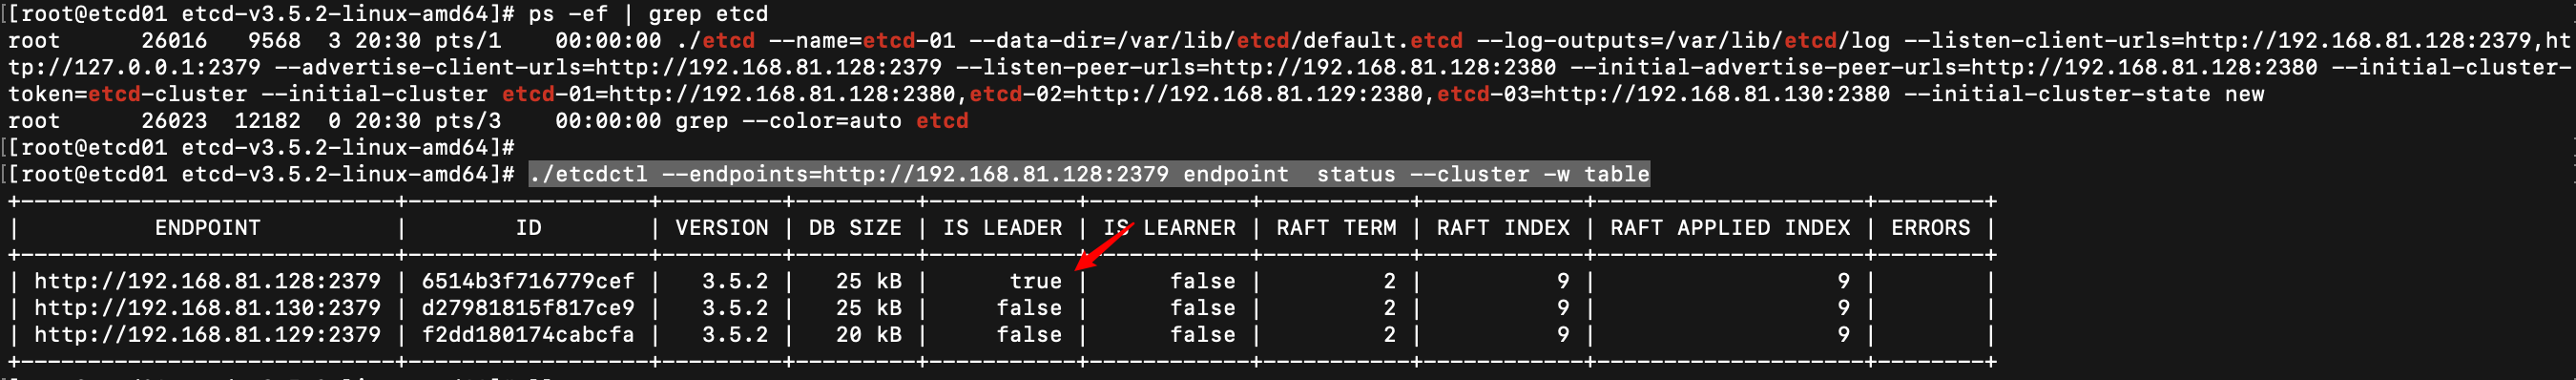 [[root@etcd01 etcd-v3.5.2-linux-amd64]# ps -ef | grep etcd
root      26016   9568  3 20:30 pts/1    00:00:00 ./etcd --name=etcd-01 --data-dir=/var/lib/etcd/default.etcd --log-outputs=/var/lib/etcd/log --listen-client-urls=http://192.168.81.128:2379,ht
tp://127.0.0.1:2379 --advertise-client-urls=http://192.168.81.128:2379 --listen-peer-urls=http://192.168.81.128:2380 --initial-advertise-peer-urls=http://192.168.81.128:2380 --initial-cluster-
token=etcd-cluster --initial-cluster etcd-01=http://192.168.81.128:2380,etcd-02=http://192.168.81.129:2380,etcd-03=http://192.168.81.130:2380 --initial-cluster-state new
root      26023  12182  0 20:30 pts/3    00:00:00 grep --color=auto etcd
[[root@etcd01 etcd-v3.5.2-linux-amd64]#
[[root@etcd01 etcd-v3.5.2-linux-amd64]# ./etcdctl --endpoints=http://192.168.81.128:2379 endpoint  status --cluster -w table
+----------------------------+------------------+---------+---------+-----------+------------+-----------+------------+--------------------+--------+
|          ENDPOINT          |        ID        | VERSION | DB SIZE | IS LEADER | IS LEARNER | RAFT TERM | RAFT INDEX | RAFT APPLIED INDEX | ERRORS |
+----------------------------+------------------+---------+---------+-----------+------------+-----------+------------+--------------------+--------+
| http://192.168.81.128:2379 | 6514b3f716779cef |   3.5.2 |   25 kB |      true |      false |         2 |          9 |                  9 |        |
| http://192.168.81.130:2379 | d27981815f817ce9 |   3.5.2 |   25 kB |     false |      false |         2 |          9 |                  9 |        |
| http://192.168.81.129:2379 | f2dd180174cabcfa |   3.5.2 |   20 kB |     false |      false |         2 |          9 |                  9 |        |
+----------------------------+------------------+---------+---------+-----------+------------+-----------+------------+--------------------+--------+